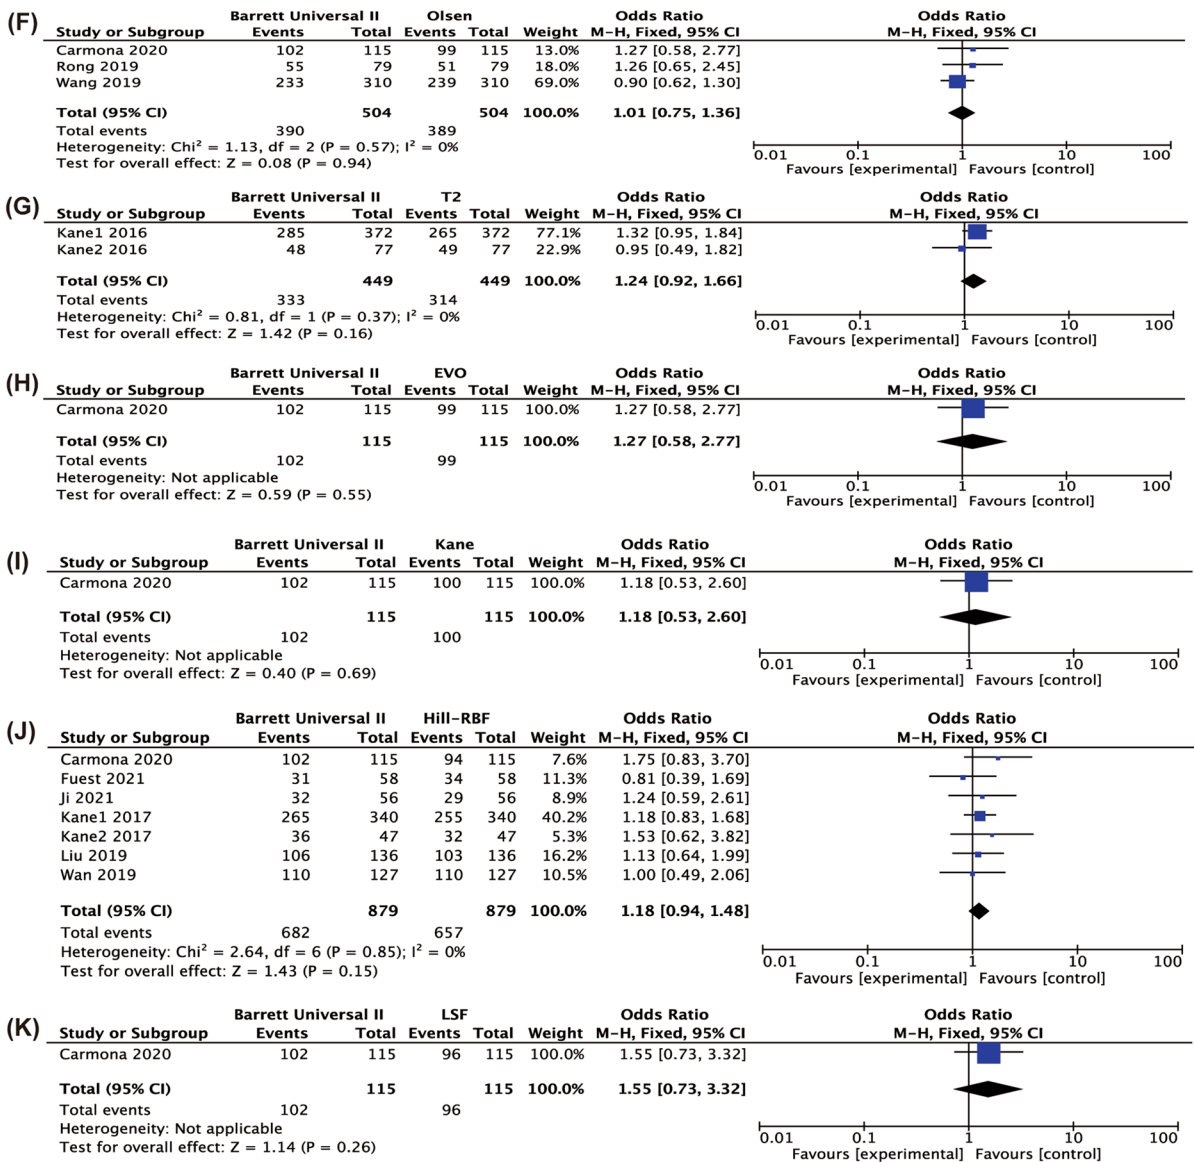 (F)
Barrett Universal II Olsen Odds Ratio Odds Ratio
Study or Subgroup Events Total Events Total Weight M-H, Fixed, 95% CI M-H, Fixed, 95% CI
Carmona 2020 102 115 99 115 13.0% 1.27 [0.58, 2.77]
Rong 2019 55 79 51 79 18.0% 1.26 [0.65, 2.45]
Wang 2019 233 310 239 310 69.0% 0.90 [0.62, 1.30]
Total (95% CI) 504 504 100.0% 1.01 [0.75, 1.36]
Total events 390 389
Heterogeneity: Chi² = 1.13, df = 2 (P = 0.57); I² = 0%
Test for overall effect: Z = 0.08 (P = 0.94)
0.01 0.1 1 10 100
Favours [experimental] Favours [control]
(G)
Barrett Universal II T2 Odds Ratio Odds Ratio
Study or Subgroup Events Total Events Total Weight M-H, Fixed, 95% CI M-H, Fixed, 95% CI
Kane1 2016 285 372 265 372 77.1% 1.32 [0.95, 1.84]
Kane2 2016 48 77 49 77 22.9% 0.95 [0.49, 1.82]
Total (95% CI) 449 449 100.0% 1.24 [0.92, 1.66]
Total events 333 314
Heterogeneity: Chi² = 0.81, df = 1 (P = 0.37); I² = 0%
Test for overall effect: Z = 1.42 (P = 0.16)
0.01 0.1 1 10 100
Favours [experimental] Favours [control]
(H)
Barrett Universal II EVO Odds Ratio Odds Ratio
Study or Subgroup Events Total Events Total Weight M-H, Fixed, 95% CI M-H, Fixed, 95% CI
Carmona 2020 102 115 99 115 100.0% 1.27 [0.58, 2.77]
Total (95% CI) 115 115 100.0% 1.27 [0.58, 2.77]
Total events 102 99
Heterogeneity: Not applicable
Test for overall effect: Z = 0.59 (P = 0.55)
0.01 0.1 1 10 100
Favours [experimental] Favours [control]
(I)
Barrett Universal II Kane Odds Ratio Odds Ratio
Study or Subgroup Events Total Events Total Weight M-H, Fixed, 95% CI M-H, Fixed, 95% CI
Carmona 2020 102 115 100 115 100.0% 1.18 [0.53, 2.60]
Total (95% CI) 115 115 100.0% 1.18 [0.53, 2.60]
Total events 102 100
Heterogeneity: Not applicable
Test for overall effect: Z = 0.40 (P = 0.69)
0.01 0.1 1 10 100
Favours [experimental] Favours [control]
(J)
Barrett Universal II Hill-RBF Odds Ratio Odds Ratio
Study or Subgroup Events Total Events Total Weight M-H, Fixed, 95% CI M-H, Fixed, 95% CI
Carmona 2020 102 115 94 115 7.6% 1.75 [0.83, 3.70]
Fuest 2021 31 58 34 58 11.3% 0.81 [0.39, 1.69]
Ji 2021 32 56 29 56 8.9% 1.24 [0.59, 2.61]
Kane1 2017 265 340 255 340 40.2% 1.18 [0.83, 1.68]
Kane2 2017 36 47 32 47 5.3% 1.53 [0.62, 3.82]
Liu 2019 106 136 103 136 16.2% 1.13 [0.64, 1.99]
Wan 2019 110 127 110 127 10.5% 1.00 [0.49, 2.06]
Total (95% CI) 879 879 100.0% 1.18 [0.94, 1.48]
Total events 682 657
Heterogeneity: Chi² = 2.64, df = 6 (P = 0.85); I² = 0%
Test for overall effect: Z = 1.43 (P = 0.15)
0.01 0.1 1 10 100
Favours [experimental] Favours [control]
(K)
Barrett Universal II LSF Odds Ratio Odds Ratio
Study or Subgroup Events Total Events Total Weight M-H, Fixed, 95% CI M-H, Fixed, 95% CI
Carmona 2020 102 115 96 115 100.0% 1.55 [0.73, 3.32]
Total (95% CI) 115 115 100.0% 1.55 [0.73, 3.32]
Total events 102 96
Heterogeneity: Not applicable
Test for overall effect: Z = 1.14 (P = 0.26)
0.01 0.1 1 10 100
Favours [experimental] Favours [control]